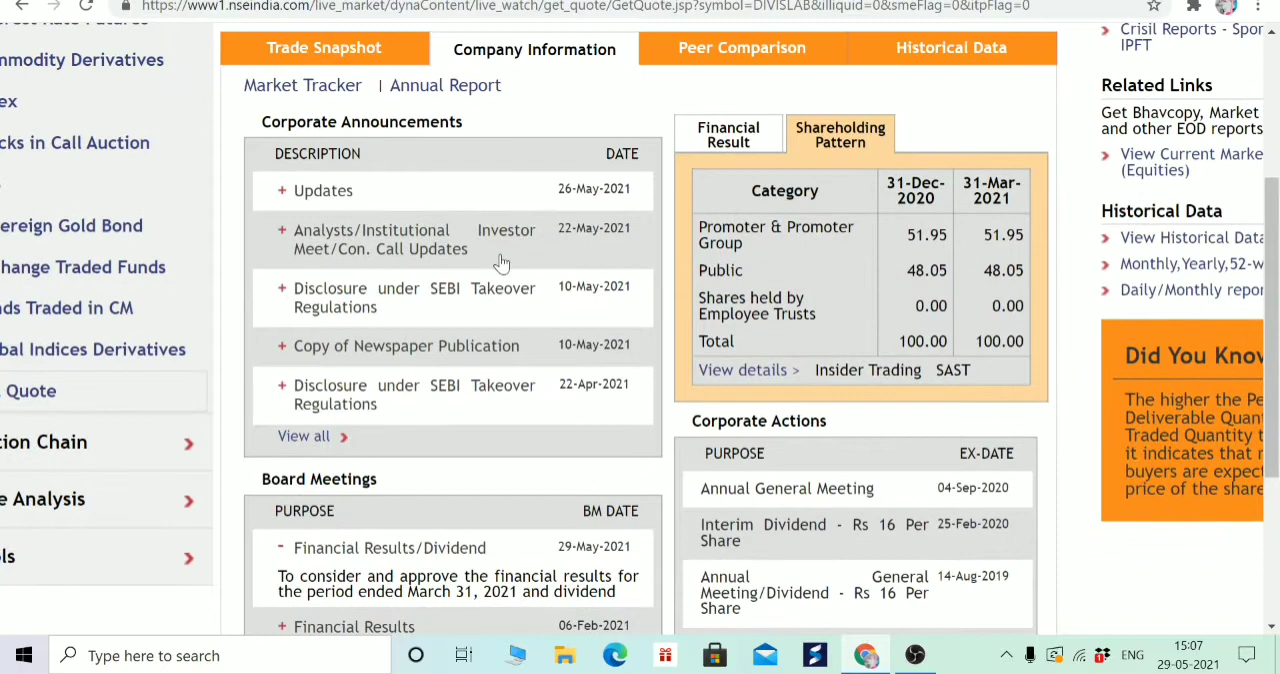 https://www1.nseindia.com/live_market/dynaContent/live_watch/get_quote/GetQuote.jsp?symbol=DIVISLAB&illiquid=0&smeFlag=0&itpFlag=0
mmodity Derivatives
ex
cks in Call Auction
ereign Gold Bond
hange Traded Funds
ds Traded in CM
bal Indices Derivatives
Quote
tion Chain
e Analysis
ls
Trade Snapshot
Company Information
Peer Comparison
Historical Data
Market Tracker | Annual Report
Corporate Announcements
DESCRIPTION DATE
+ Updates 26-May-2021
+ Analysts/Institutional Investor 22-May-2021
Meet/Con. Call Updates
+ Disclosure under SEBI Takeover 10-May-2021
Regulations
+ Copy of Newspaper Publication 10-May-2021
+ Disclosure under SEBI Takeover 22-Apr-2021
Regulations
View all
Board Meetings
PURPOSE BM DATE
- Financial Results/Dividend 29-May-2021
To consider and approve the financial results for
the period ended March 31, 2021 and dividend
+ Financial Results 06-Feb-2021
Financial
Result
Shareholding
Pattern
Category 31-Dec-2020 31-Mar-2021
Promoter & Promoter
Group 51.95 51.95
Public 48.05 48.05
Shares held by
Employee Trusts 0.00 0.00
Total 100.00 100.00
View details > Insider Trading SAST
Corporate Actions
PURPOSE EX-DATE
Annual General Meeting 04-Sep-2020
Interim Dividend - Rs 16 Per 25-Feb-2020
Share
Annual General 14-Aug-2019
Meeting/Dividend - Rs 16 Per
Share
Crisil Reports - Spor
IPFT
Related Links
Get Bhavcopy, Market
and other EOD reports
View Current Marke
(Equities)
Historical Data
View Historical Data
Monthly,Yearly,52-w
Daily/Monthly repor
Did You Know
The higher the Pe
Deliverable Quan
Traded Quantity t
it indicates that
buyers are expect
price of the share
Type here to search
ENG
15:07
29-05-2021